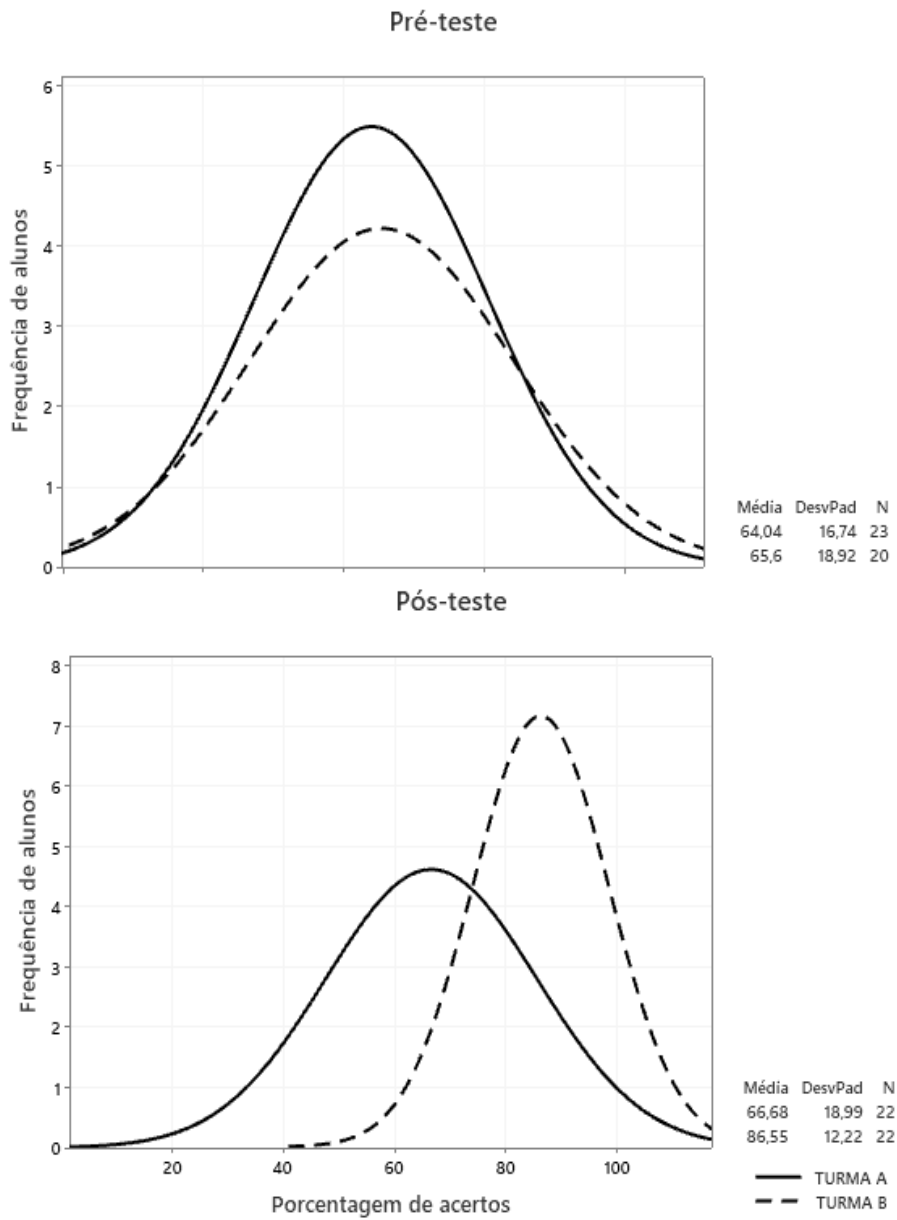 Pré-teste
6
5
4
3
2
1
0
Frequência de alunos
Média DesvPad N
64,04 16,74 23
65,6 18,92 20
Pós-teste
8
7
6
5
4
3
2
1
0
Frequência de alunos
20 40 60 80 100
Porcentagem de acertos
Média DesvPad N
66,68 18,99 22
86,55 12,22 22
TURMA A
TURMA B